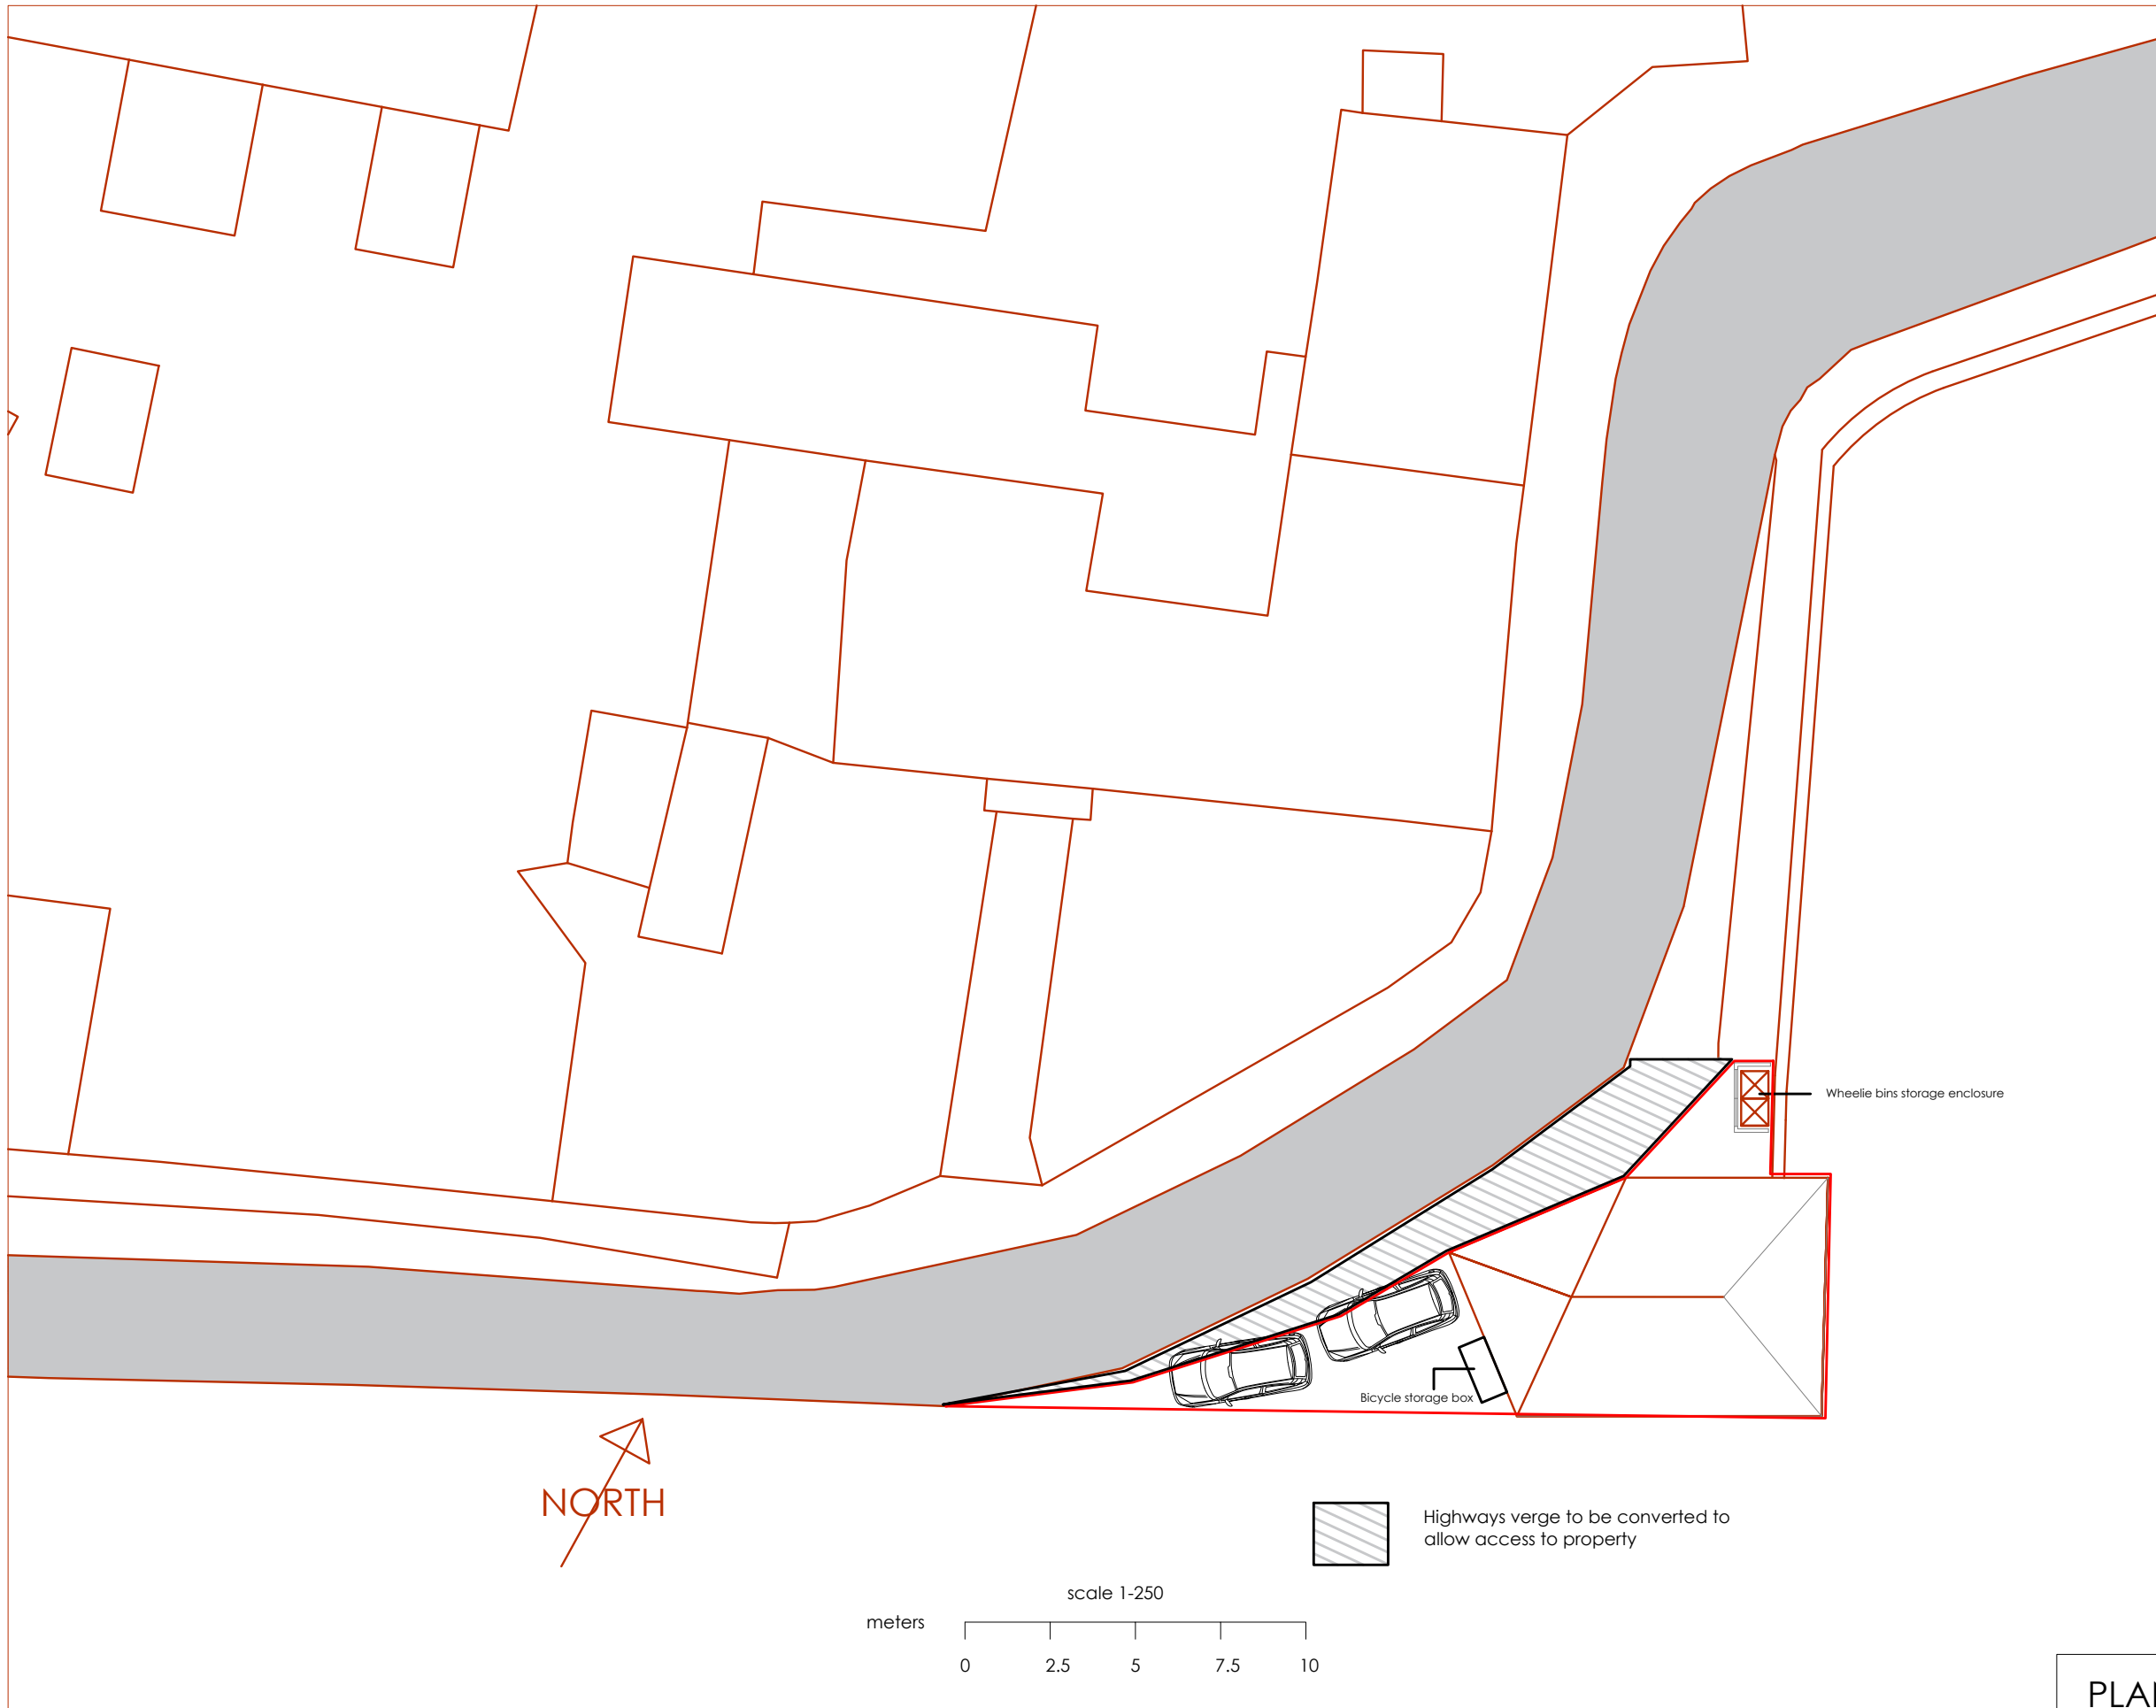 Wheelie bins storage enclosure
Bicycle storage box
NORTH
Highways verge to be converted to
allow access to property
scale 1-250
meters
0 2.5 5 7.5 10